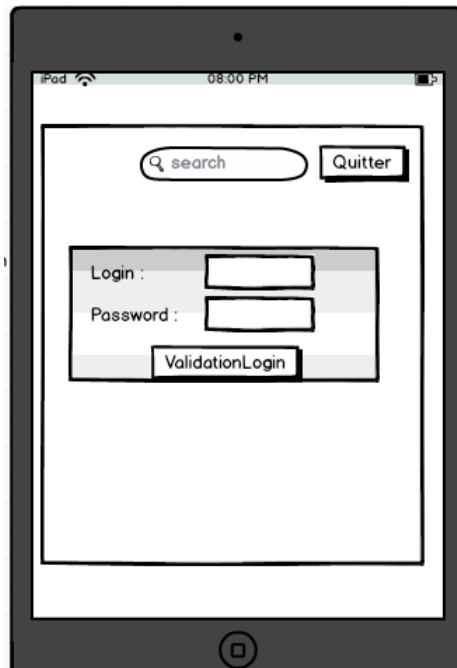 iPad 08:00 PM
search Quitter
Login :
Password :
ValidationLogin